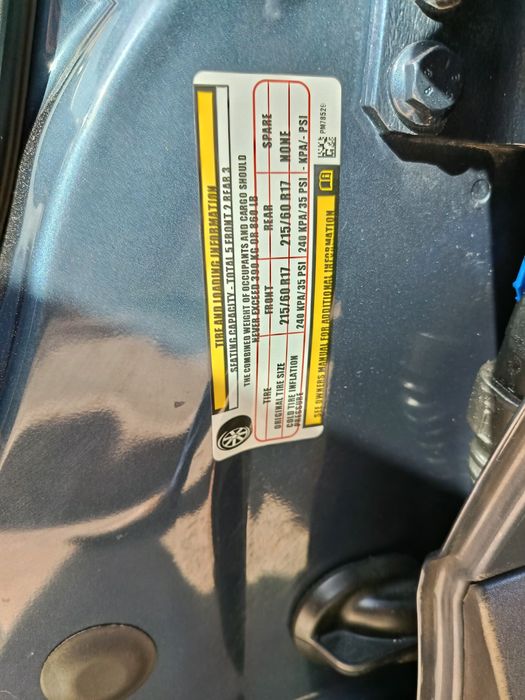 TIRE AND LOADING INFORMATION
SEATING CAPACITY - TOTAL 5 FRONT 2 REAR 3
THE COMBINED WEIGHT OF OCCUPANTS AND CARGO SHOULD
NEVER EXCEED 390 KG OR 860 LB
TIRE FRONT REAR SPARE
ORIGINAL TIRE SIZE 215/60 R17 215/60 R17 NONE
COLD TIRE INFLATION
PRESSURE 240 KPA/35 PSI 240 KPA/35 PSI - KPA/- PSI
SEE OWNERS MANUAL FOR ADDITIONAL INFORMATION